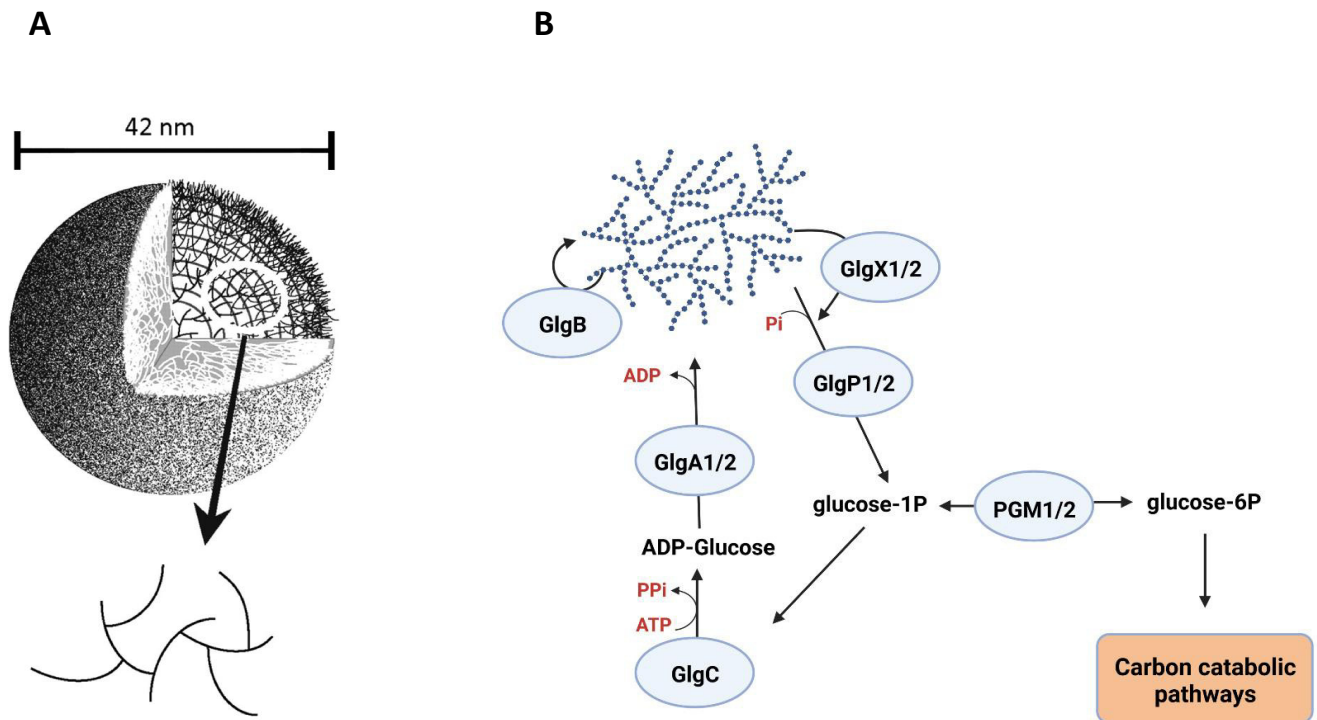 A
B
42 nm
GlgX1/2
GlgB
Pi
ADP
GlgP1/2
GlgA1/2
glucose-1P
PGM1/2
glucose-6P
ADP-Glucose
PPi
ATP
GlgC
Carbon catabolic
pathways